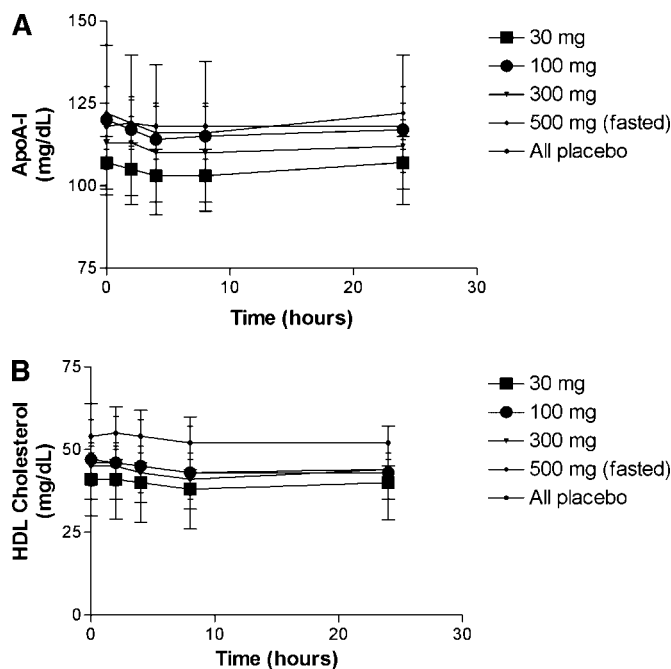 A
ApoA-I
(mg/dL)
150
125
100
75
0
10
20
30
Time (hours)
30 mg
100 mg
300 mg
500 mg (fasted)
All placebo
B
HDL Cholesterol
(mg/dL)
75
50
25
0
0
10
20
30
Time (hours)
30 mg
100 mg
300 mg
500 mg (fasted)
All placebo